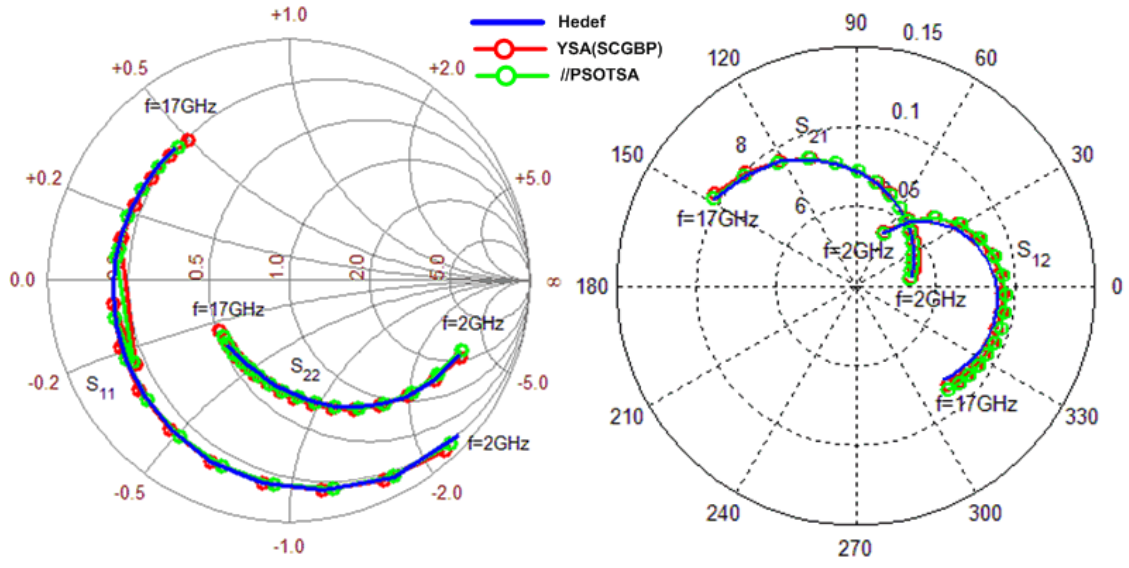 Hedef
YSA(SCGBP)
//PSOTSA
+1.0
+0.5
+2.0
f=17GHz
+0.2
+5.0
0.0
0.5
1.0
2.0
5.0
∞
f=17GHz
f=2GHz
S22
S11
-0.2
-5.0
f=2GHz
-0.5
-2.0
-1.0
90
0.15
120
60
S21
0.1
8
150
30
.05
6
f=17GHz
f=2GHz
S12
180
0
f=2GHz
f=17GHz
210
330
240
300
270